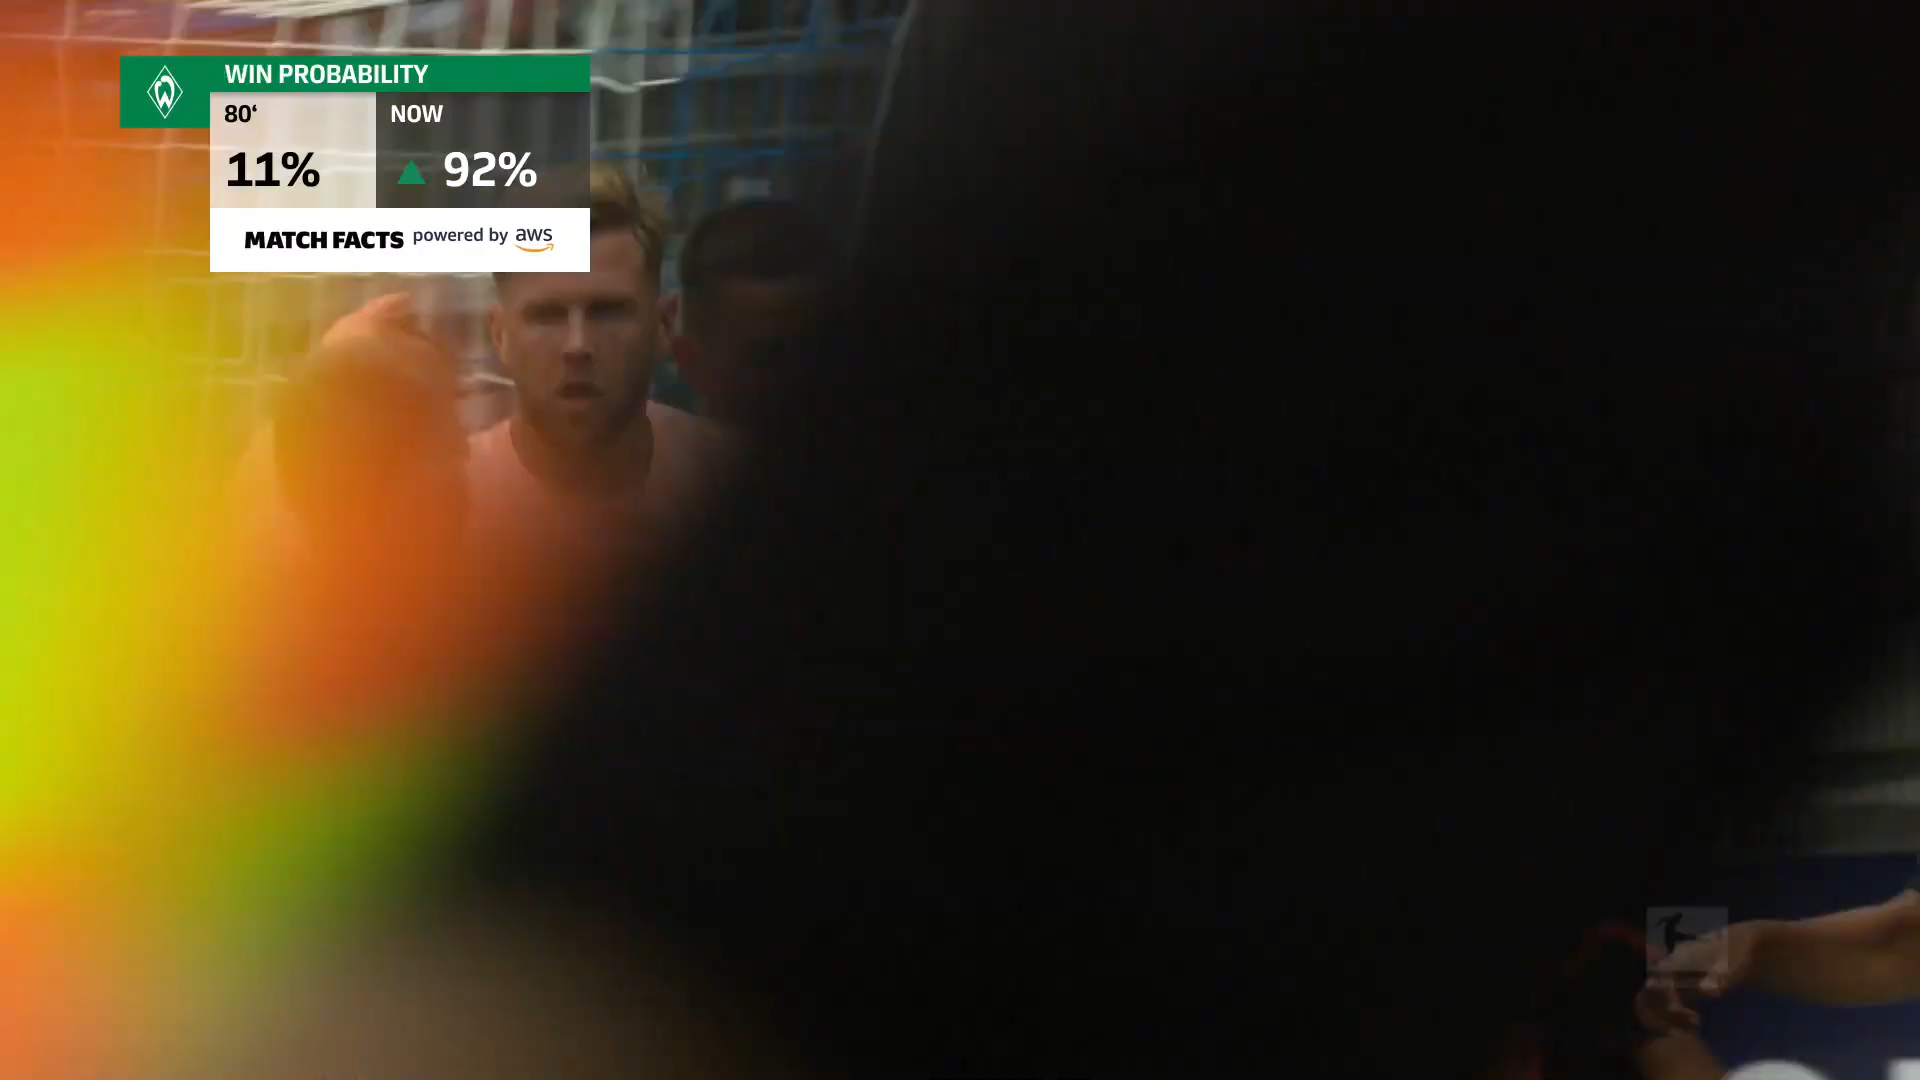 WIN PROBABILITY
80‘ NOW
11% 92%
MATCH FACTS powered by aws